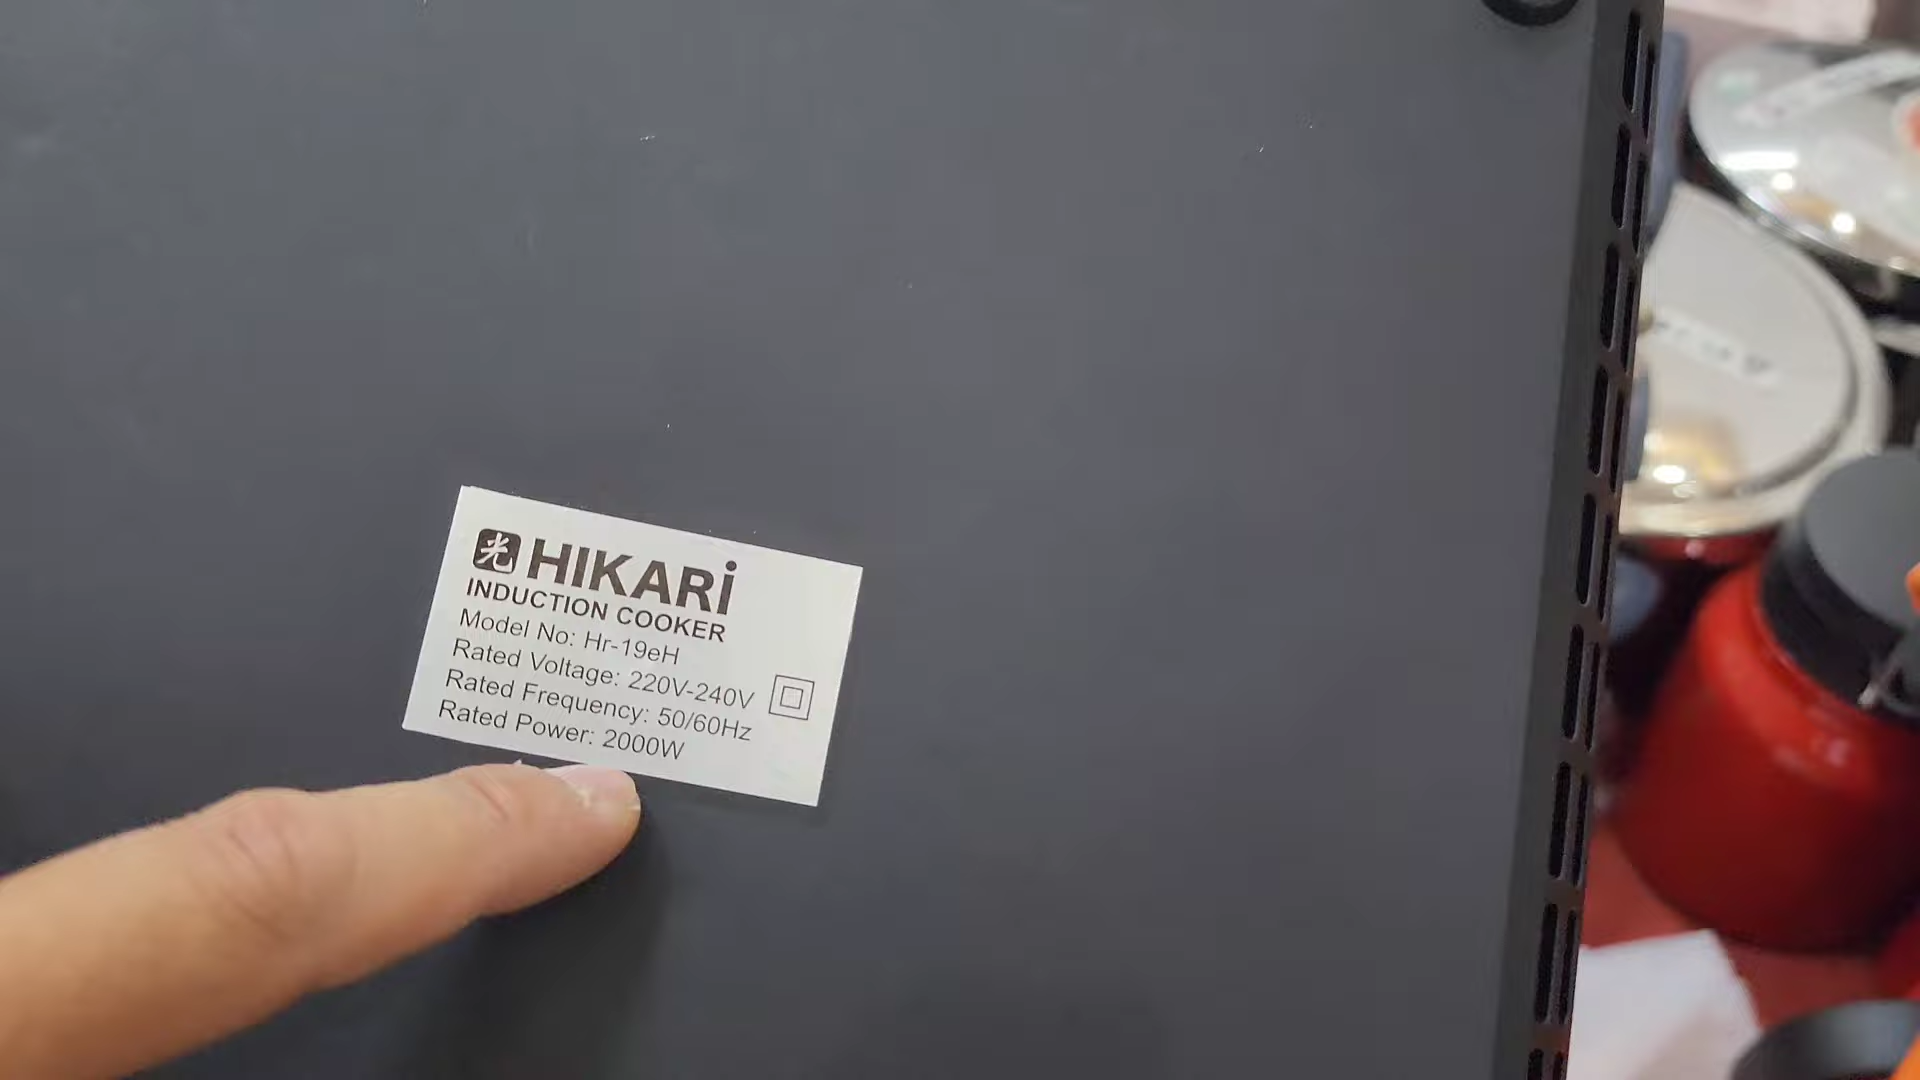 光 HIKARi
INDUCTION COOKER
Model No: Hr-19eH
Rated Voltage: 220V-240V
Rated Frequency: 50/60Hz
Rated Power: 2000W